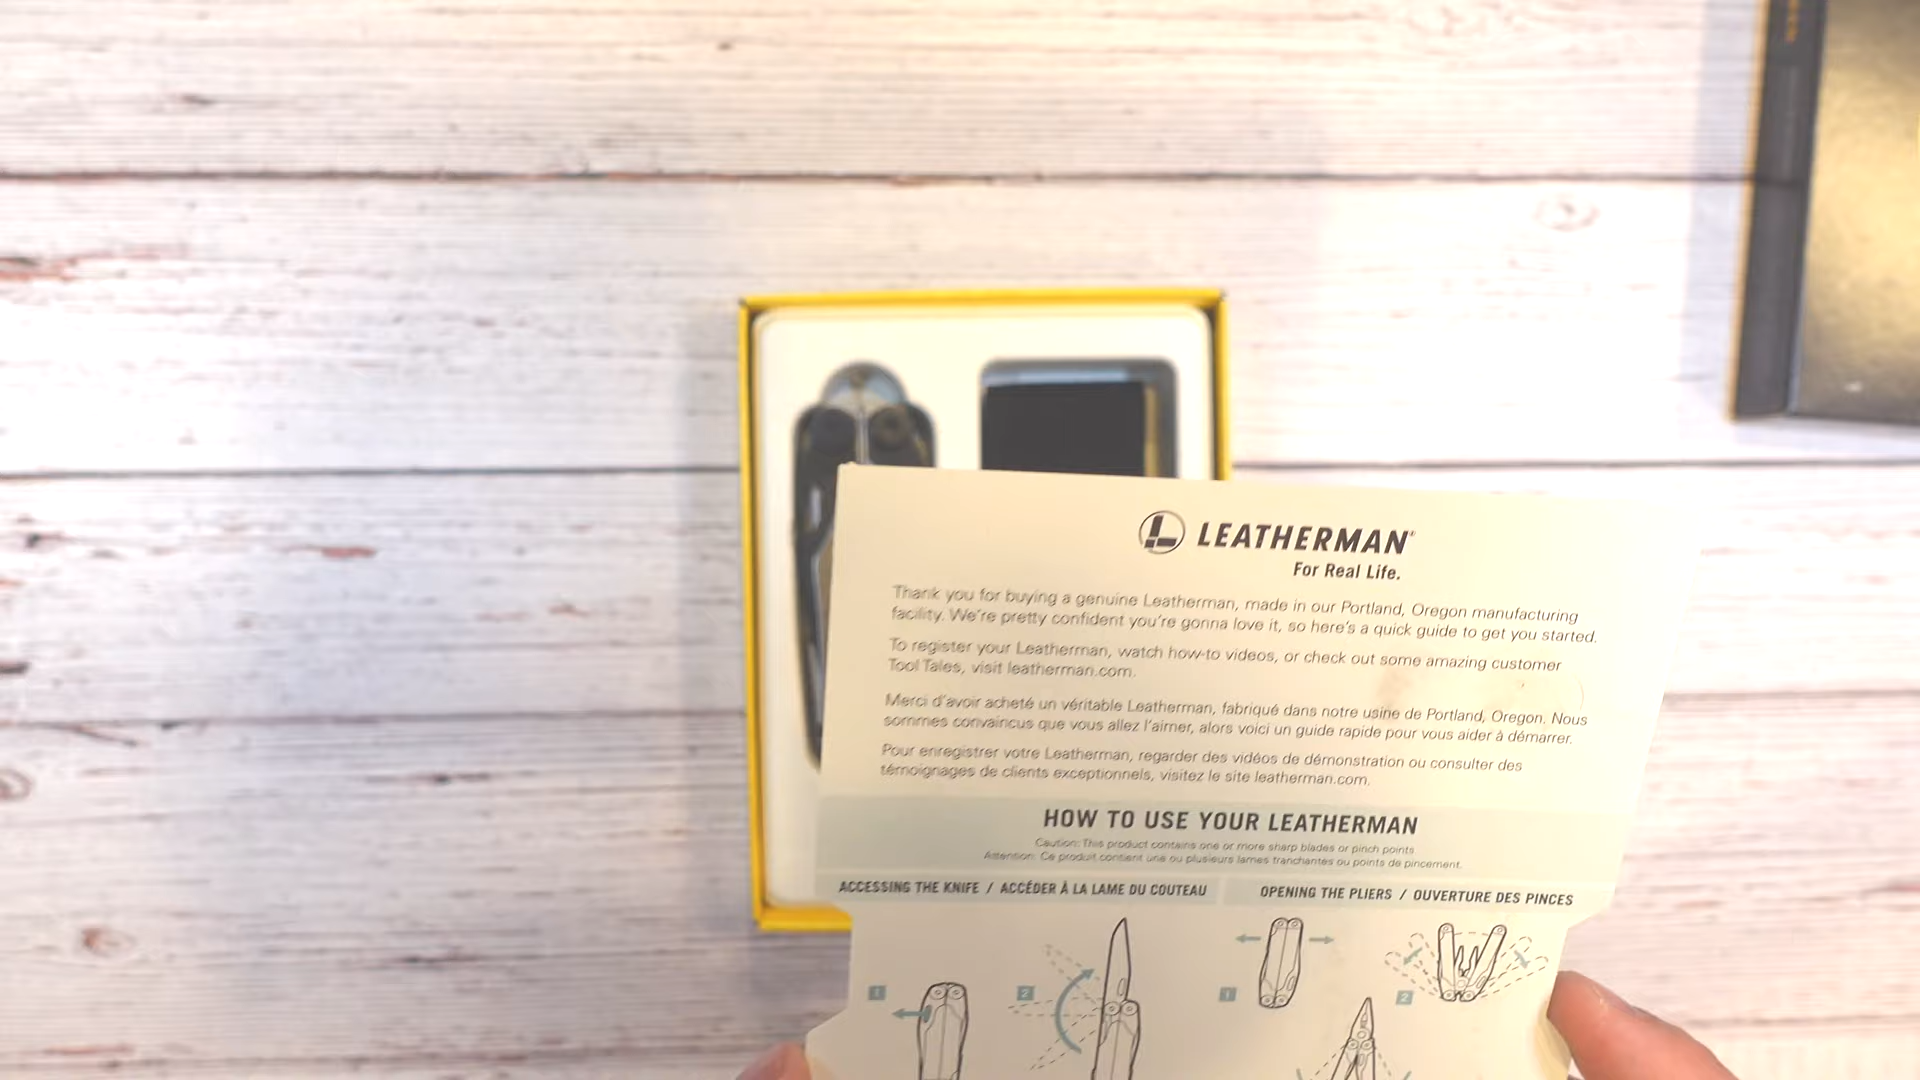 LEATHERMAN®
For Real Life.
Thank you for buying a genuine Leatherman, made in our Portland, Oregon manufacturing
facility. We're pretty confident you're gonna love it, so here's a quick guide to get you started.
To register your Leatherman, watch how-to videos, or check out some amazing customer
Tool Tales, visit leatherman.com.
Merci d'avoir acheté un véritable Leatherman, fabriqué dans notre usine de Portland, Oregon. Nous
sommes convaincus que vous allez l'aimer, alors voici un guide rapide pour vous aider à démarrer.
Pour enregistrer votre Leatherman, regarder des vidéos de démonstration ou consulter des
témoignages de clients exceptionnels, visitez le site leatherman.com.
HOW TO USE YOUR LEATHERMAN
Caution: This product contains one or more sharp blades or pinch points
Attention: Ce produit contient une ou plusieurs lames tranchantes ou points de pincement.
ACCESSING THE KNIFE / ACCÉDER À LA LAME DU COUTEAU
OPENING THE PLIERS / OUVERTURE DES PINCES
1
2
1
2